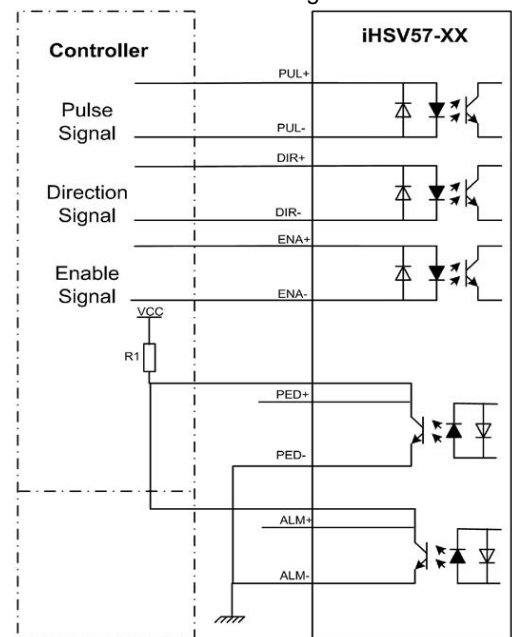 iHSV57-XX
Controller
PUL+
Pulse
Signal
PUL-
DIR+
Direction
Signal
DIR-
ENA+
Enable
Signal
ENA-
VCC
R1
PED+
PED-
ALM+
ALM-